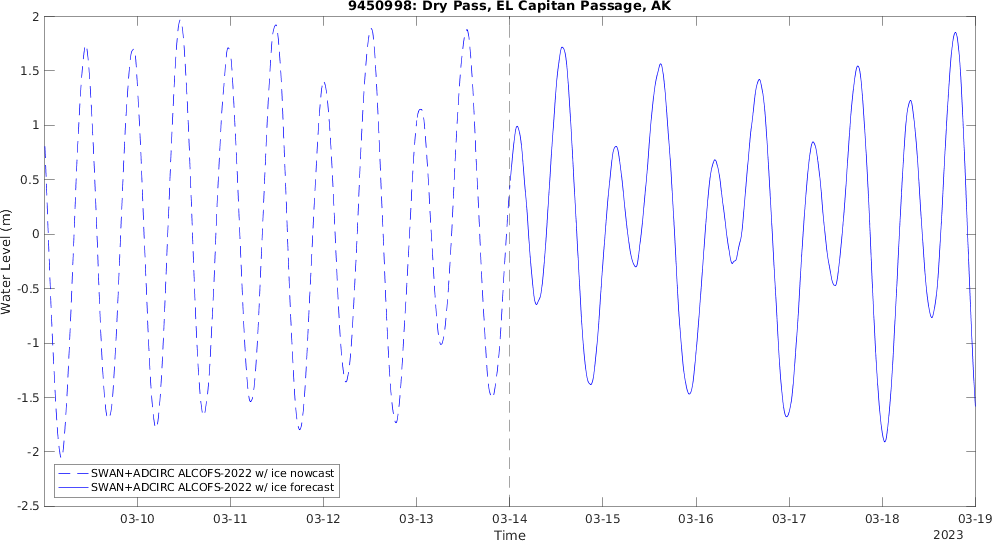 9450998: Dry Pass, EL Capitan Passage, AK
2
1.5
1
0.5
0
-0.5
-1
-1.5
-2
-2.5
Water Level (m)
SWAN+ADCIRC ALCOFS-2022 w/ ice nowcast
SWAN+ADCIRC ALCOFS-2022 w/ ice forecast
03-10 03-11 03-12 03-13 03-14 03-15 03-16 03-17 03-18 03-19
Time
2023